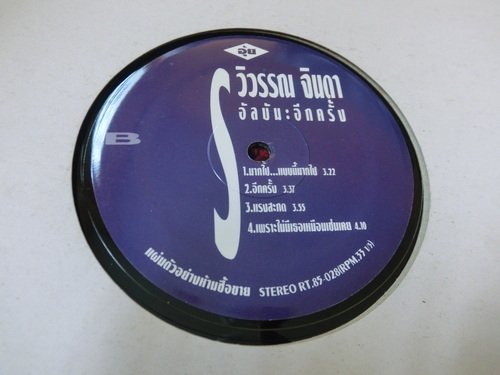 อุ๋ย
วิวรรณ จินดา
อัลบัน:อีกครั้ง
S
B
1.มากไป...แบบนี้มากไป 3.22
2.อีกครั้ง 3.37
3.แรงสะกด 3.55
4.เพราะไม่มีเธอเหมือนเช่นเคย 4.10
แผ่นตัวอย่างห้ามซื้อขาย STEREO RT.85-028(RPM.33 1/3)